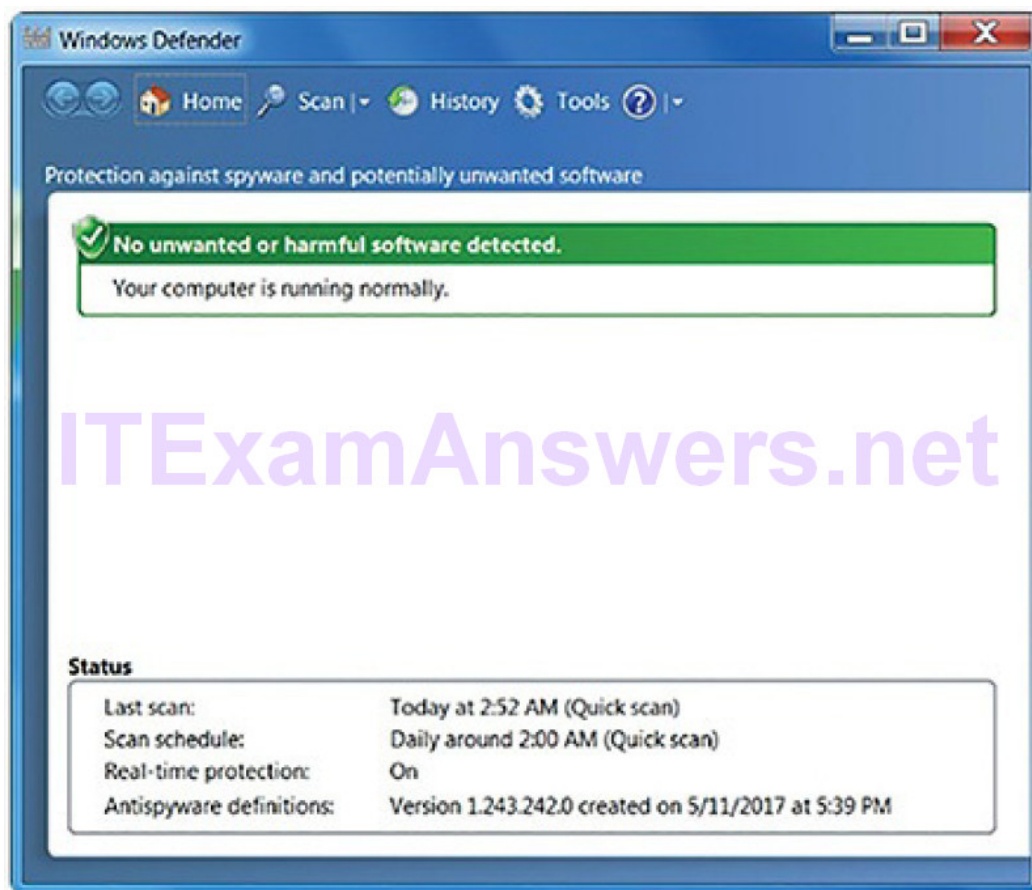 Windows Defender
Home Scan History Tools ?
Protection against spyware and potentially unwanted software
No unwanted or harmful software detected.
Your computer is running normally.
ITExamAnswers.net
Status
Last scan: Today at 2:52 AM (Quick scan)
Scan schedule: Daily around 2:00 AM (Quick scan)
Real-time protection: On
Antispyware definitions: Version 1.243.242.0 created on 5/11/2017 at 5:39 PM